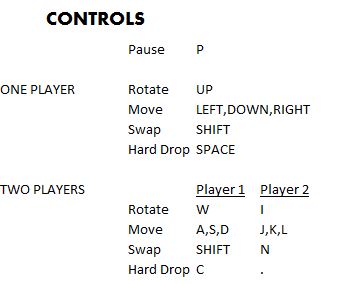 CONTROLS
Pause P
ONE PLAYER Rotate UP
Move LEFT,DOWN,RIGHT
Swap SHIFT
Hard Drop SPACE
TWO PLAYERS Player 1 Player 2
Rotate W I
Move A,S,D J,K,L
Swap SHIFT N
Hard Drop C .